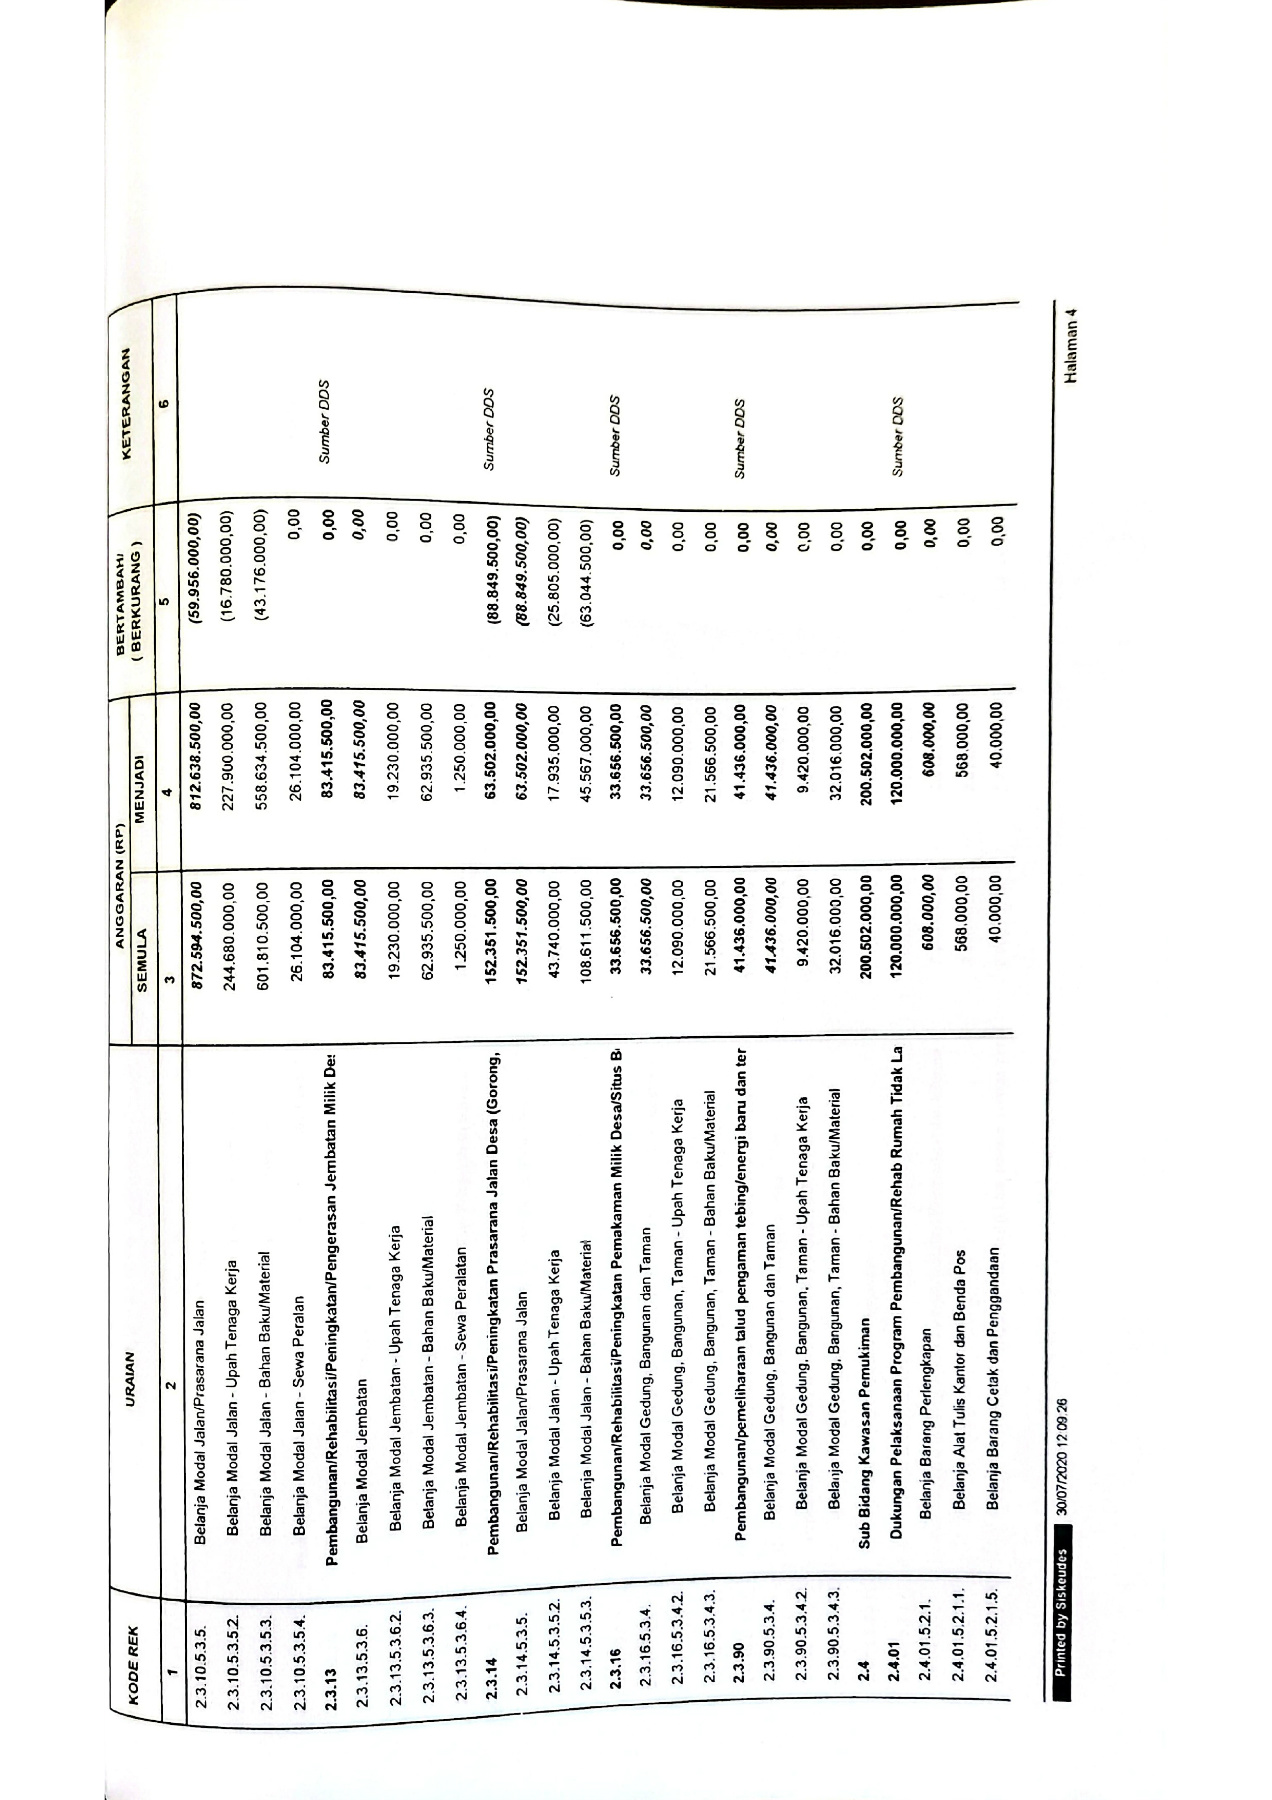 KODE REK URAIAN ANGGARAN (RP) BERTAMBAH/ ( BERKURANG ) KETERANGAN
SEMULA MENJADI
1 2 3 4 5 6
2.3.10.5.3.5. Belanja Modal Jalan/Prasarana Jalan 872.594.500,00 812.638.500,00 (59.956.000,00)
2.3.10.5.3.5.2. Belanja Modal Jalan - Upah Tenaga Kerja 244.680.000,00 227.900.000,00 (16.780.000,00)
2.3.10.5.3.5.3. Belanja Modal Jalan - Bahan Baku/Material 601.810.500,00 558.634.500,00 (43.176.000,00)
2.3.10.5.3.5.4. Belanja Modal Jalan - Sewa Peralan 26.104.000,00 26.104.000,00 0,00
2.3.13 Pembangunan/Rehabilitasi/Peningkatan/Pengerasan Jembatan Milik Des 83.415.500,00 83.415.500,00 0,00 Sumber DDS
2.3.13.5.3.6. Belanja Modal Jembatan 83.415.500,00 83.415.500,00 0,00
2.3.13.5.3.6.2. Belanja Modal Jembatan - Upah Tenaga Kerja 19.230.000,00 19.230.000,00 0,00
2.3.13.5.3.6.3. Belanja Modal Jembatan - Bahan Baku/Material 62.935.500,00 62.935.500,00 0,00
2.3.13.5.3.6.4. Belanja Modal Jembatan - Sewa Peralatan 1.250.000,00 1.250.000,00 0,00
2.3.14 Pembangunan/Rehabilitasi/Peningkatan Prasarana Jalan Desa (Gorong, 152.351.500,00 63.502.000,00 (88.849.500,00) Sumber DDS
2.3.14.5.3.5. Belanja Modal Jalan/Prasarana Jalan 152.351.500,00 63.502.000,00 (88.849.500,00)
2.3.14.5.3.5.2. Belanja Modal Jalan - Upah Tenaga Kerja 43.740.000,00 17.935.000,00 (25.805.000,00)
2.3.14.5.3.5.3. Belanja Modal Jalan - Bahan Baku/Material 108.611.500,00 45.567.000,00 (63.044.500,00)
2.3.16 Pembangunan/Rehabilitasi/Peningkatan Pemakaman Milik Desa/Situs B 33.656.500,00 33.656.500,00 0,00 Sumber DDS
2.3.16.5.3.4. Belanja Modal Gedung, Bangunan dan Taman 33.656.500,00 33.656.500,00 0,00
2.3.16.5.3.4.2. Belanja Modal Gedung, Bangunan, Taman - Upah Tenaga Kerja 12.090.000,00 12.090.000,00 0,00
2.3.16.5.3.4.3. Belanja Modal Gedung, Bangunan, Taman - Bahan Baku/Material 21.566.500,00 21.566.500,00 0,00
2.3.90 Pembangunan/pemeliharaan talud pengaman tebing/energi baru dan ter 41.436.000,00 41.436.000,00 0,00 Sumber DDS
2.3.90.5.3.4. Belanja Modal Gedung, Bangunan dan Taman 41.436.000,00 41.436.000,00 0,00
2.3.90.5.3.4.2. Belanja Modal Gedung, Bangunan, Taman - Upah Tenaga Kerja 9.420.000,00 9.420.000,00 0,00
2.3.90.5.3.4.3. Belanja Modal Gedung, Bangunan, Taman - Bahan Baku/Material 32.016.000,00 32.016.000,00 0,00
2.4 Sub Bidang Kawasan Pemukiman 200.502.000,00 200.502.000,00 0,00
2.4.01 Dukungan Pelaksanaan Program Pembangunan/Rehab Rumah Tidak La 120.000.000,00 120.000.000,00 0,00 Sumber DDS
2.4.01.5.2.1. Belanja Barang Perlengkapan 608.000,00 608.000,00 0,00
2.4.01.5.2.1.1. Belanja Alat Tulis Kantor dan Benda Pos 568.000,00 568.000,00 0,00
2.4.01.5.2.1.5. Belanja Barang Cetak dan Penggandaan 40.000,00 40.000,00 0,00
Printed by Siskeudes 30/07/2020 12:09:26 Halaman 4